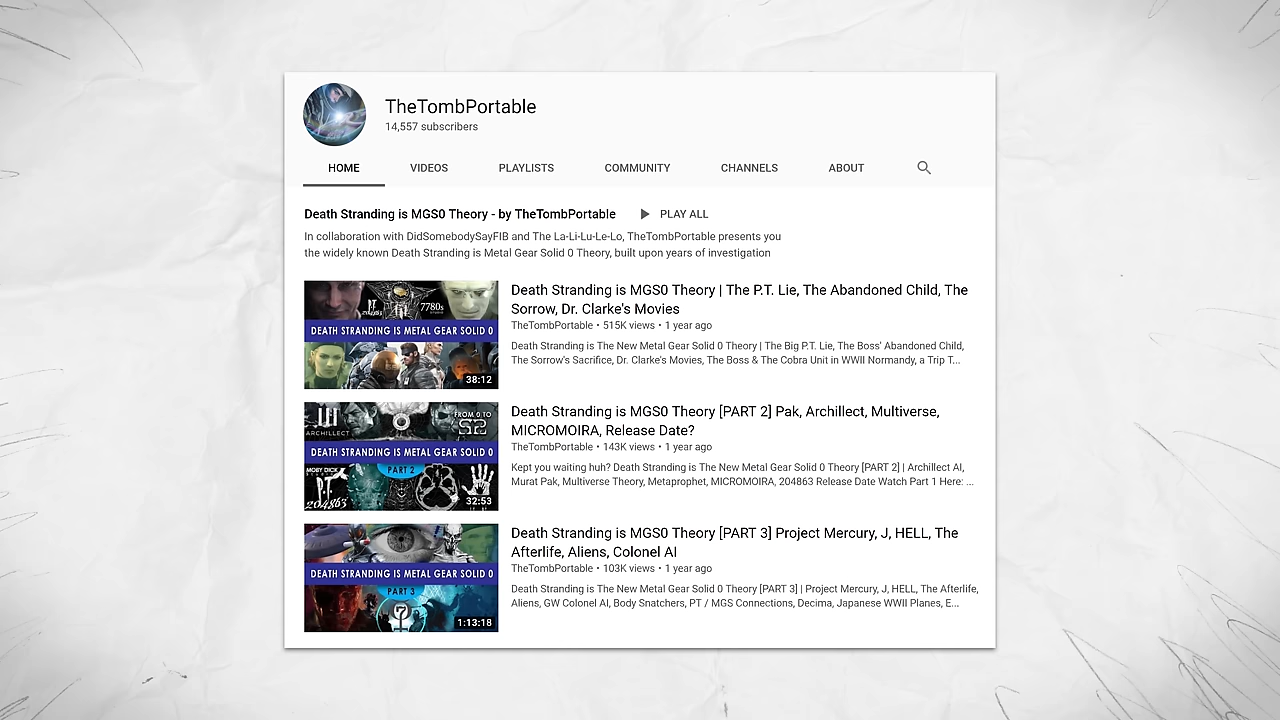 TheTombPortable
14,557 subscribers
HOME VIDEOS PLAYLISTS COMMUNITY CHANNELS ABOUT
Death Stranding is MGS0 Theory - by TheTombPortable PLAY ALL
In collaboration with DidSomebodySayFIB and The La-Li-Lu-Le-Lo, TheTombPortable presents you
the widely known Death Stranding is Metal Gear Solid 0 Theory, built upon years of investigation
P.T.
204863
7780s
DEATH STRANDING IS METAL GEAR SOLID 0
38:12
Death Stranding is MGS0 Theory | The P.T. Lie, The Abandoned Child, The
Sorrow, Dr. Clarke's Movies
TheTombPortable • 515K views • 1 year ago
Death Stranding is The New Metal Gear Solid 0 Theory | The Big P.T. Lie, The Boss' Abandoned Child,
The Sorrow's Sacrifice, Dr. Clarke's Movies, The Boss & The Cobra Unit in WWII Normandy, a Trip T...
ARCHILLECT
FROM 0 TO
DEATH STRANDING IS METAL GEAR SOLID 0
MOBY DICK
PART 2
P.T.
204863
32:53
Death Stranding is MGS0 Theory [PART 2] Pak, Archillect, Multiverse,
MICROMOIRA, Release Date?
TheTombPortable • 143K views • 1 year ago
Kept you waiting huh? Death Stranding is The New Metal Gear Solid 0 Theory [PART 2] | Archillect AI,
Murat Pak, Multiverse Theory, Metaprophet, MICROMOIRA, 204863 Release Date Watch Part 1 Here: ...
DEATH STRANDING IS METAL GEAR SOLID 0
PART 3
1:13:18
Death Stranding is MGS0 Theory [PART 3] Project Mercury, J, HELL, The
Afterlife, Aliens, Colonel AI
TheTombPortable • 103K views • 1 year ago
Death Stranding is The New Metal Gear Solid 0 Theory [PART 3] | Project Mercury, J, HELL, The Afterlife,
Aliens, GW Colonel AI, Body Snatchers, PT / MGS Connections, Decima, Japanese WWII Planes, E...